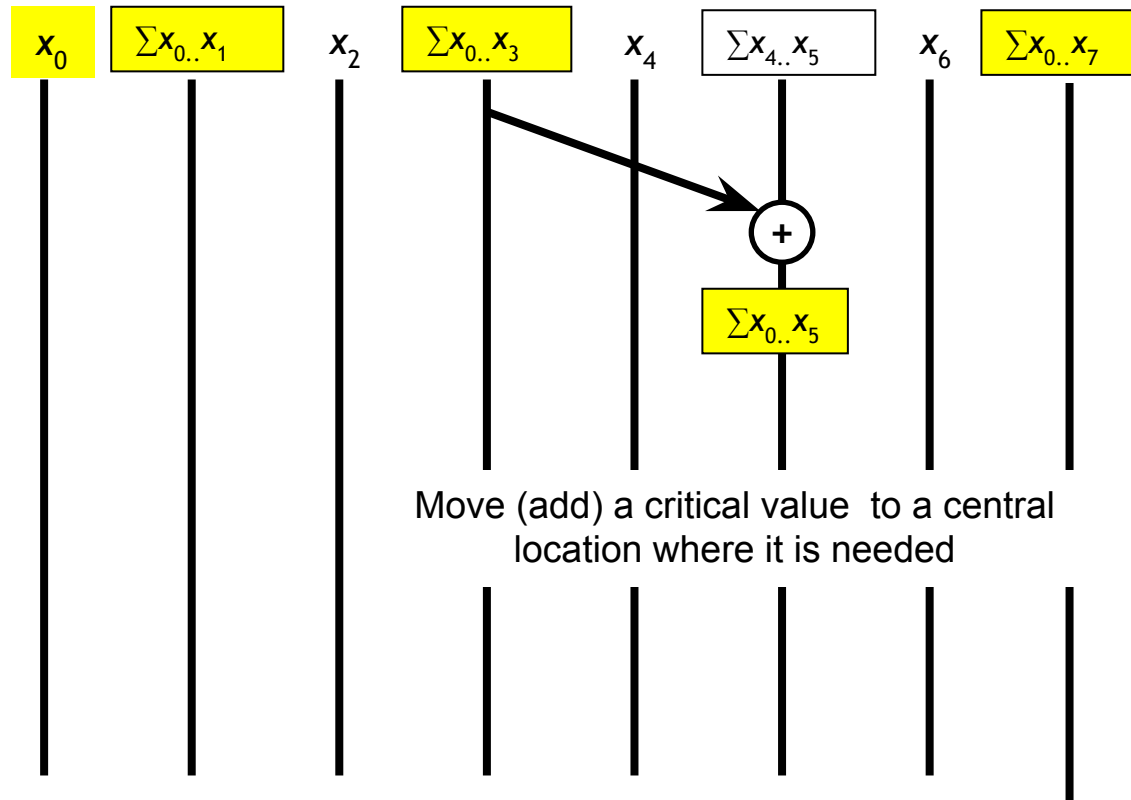 x₀ ∑x₀.. x₁ x₂ ∑x₀.. x₃ x₄ ∑x₄.. x₅ x₆ ∑x₀.. x₇
+
∑x₀.. x₅
Move (add) a critical value to a central
location where it is needed